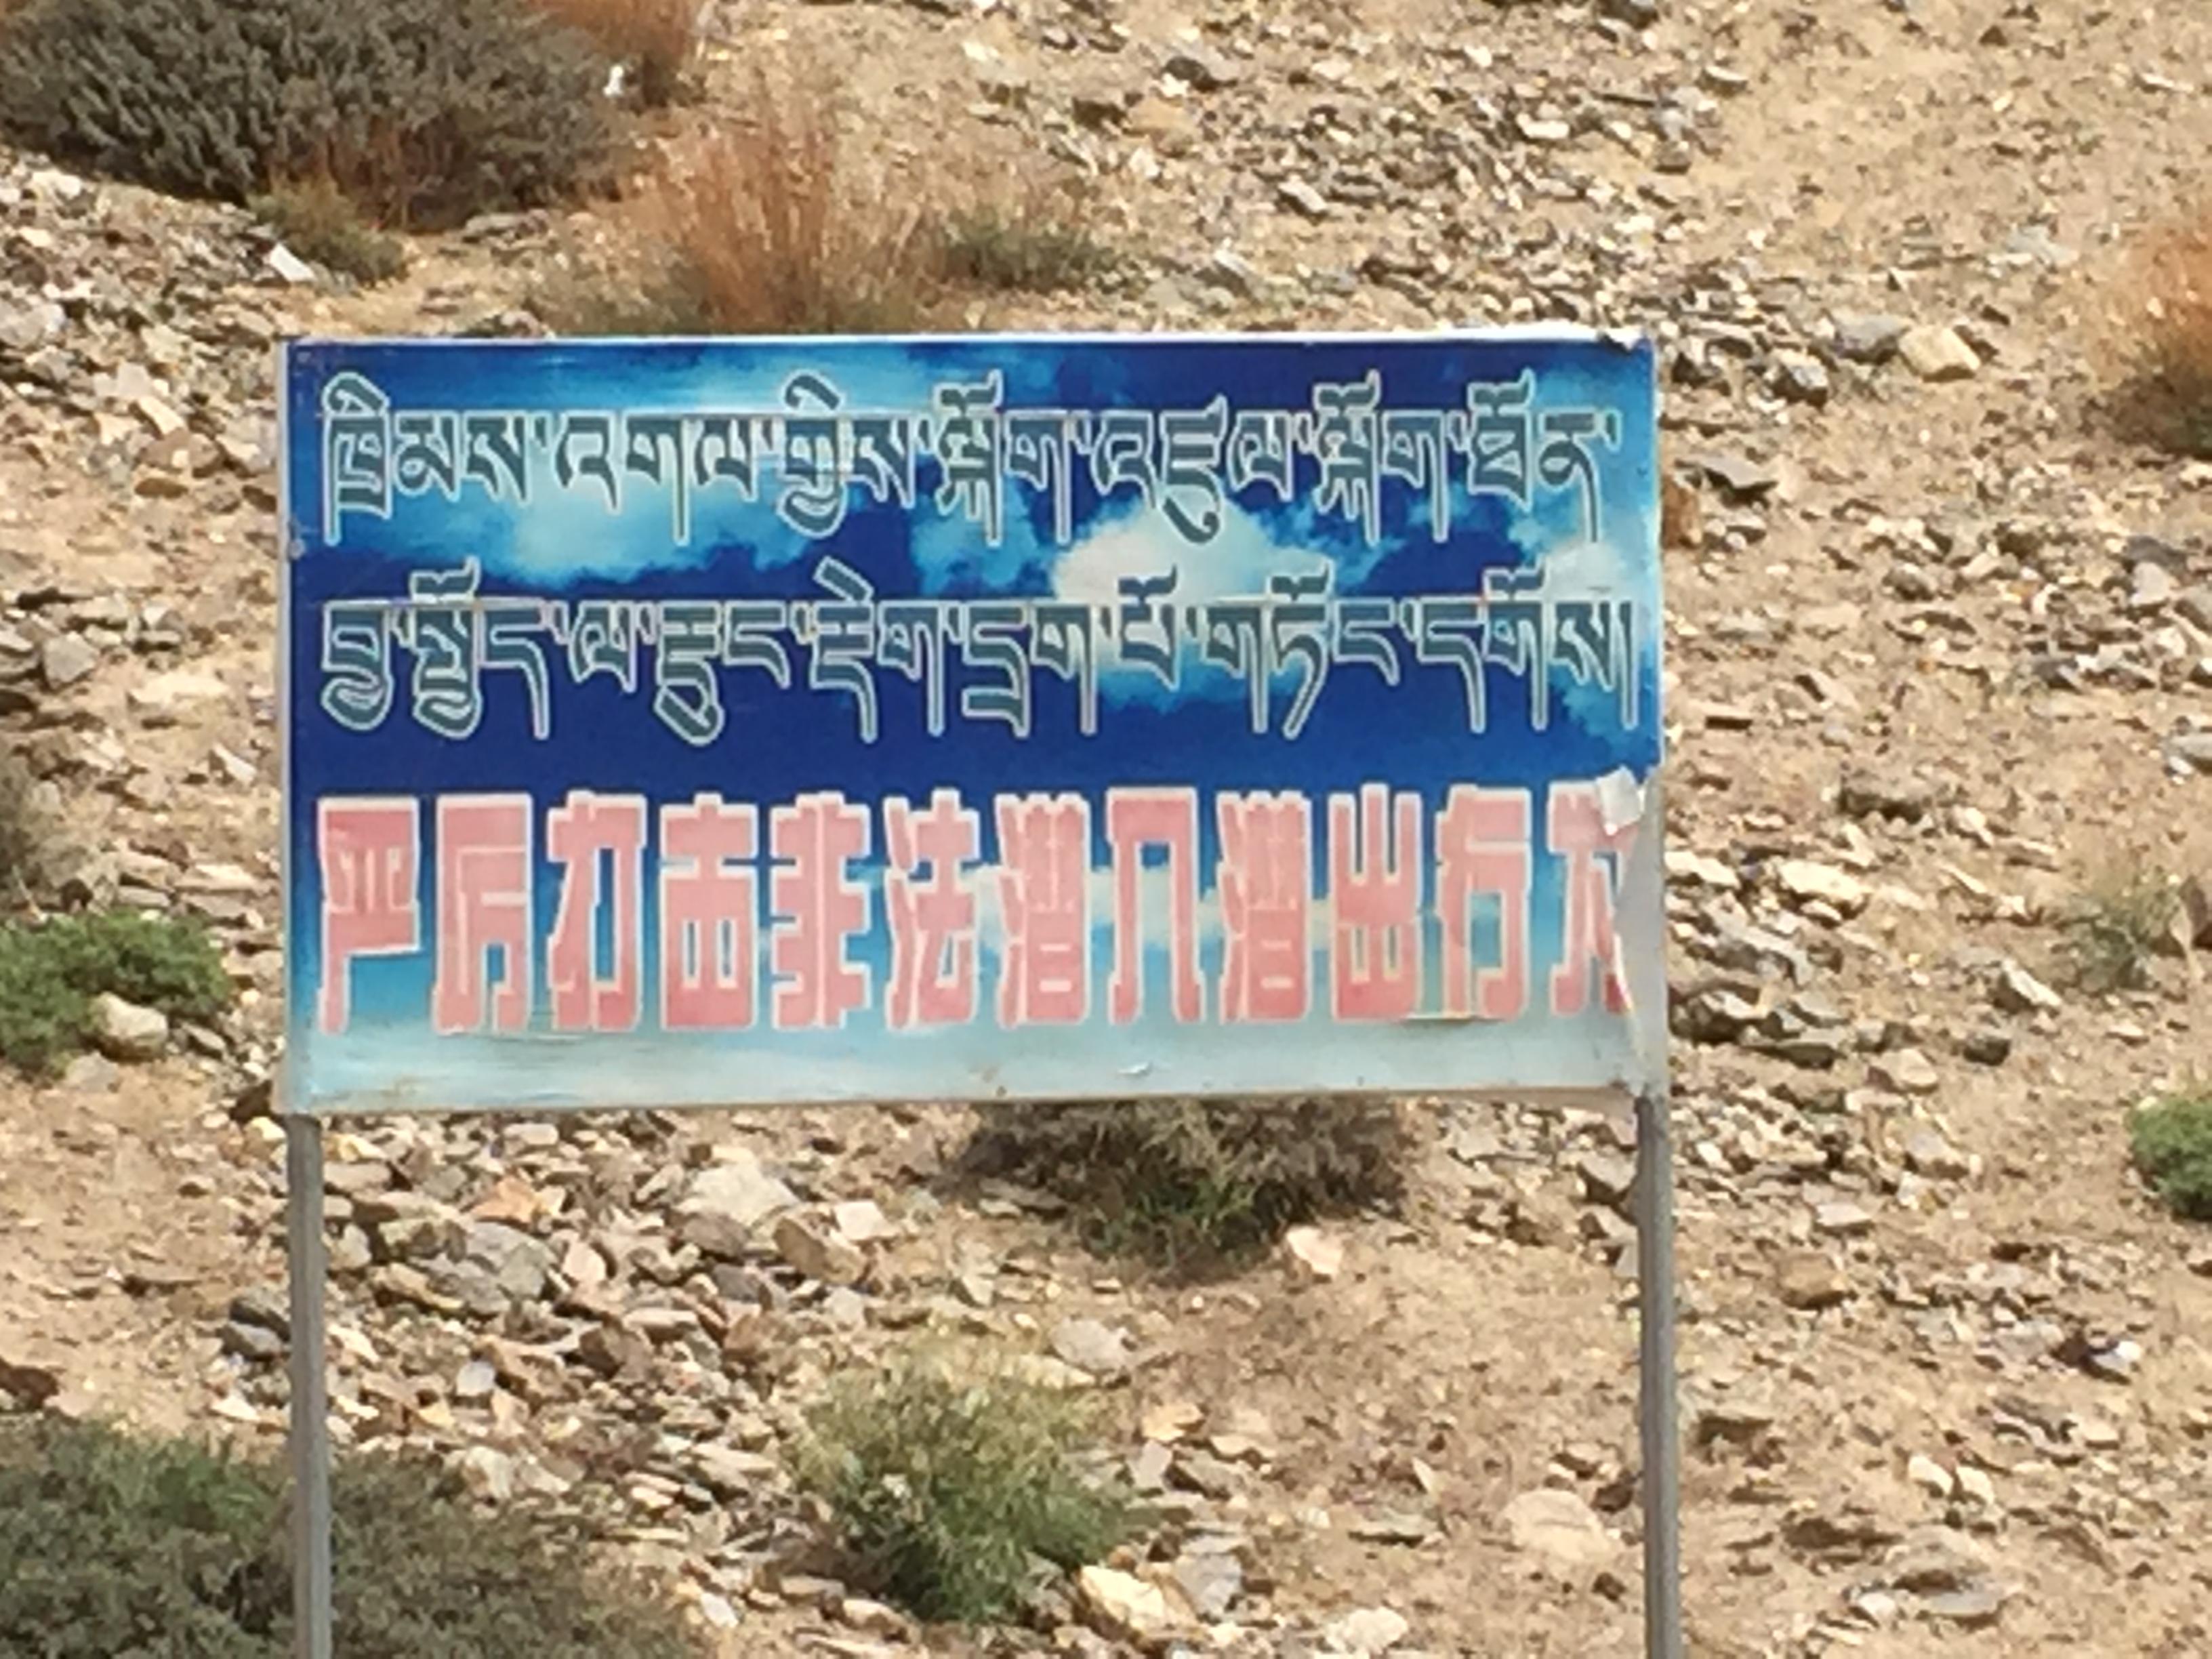 ཁྲིམས་འགལ་གྱིས་ལྐོག་འཛུལ་ལྐོག་ཐོན་
བྱ་སྤྱོད་ལ་རྡུང་རྡེག་དྲག་པོ་གཏོང་དགོས།
严厉打击非法潜入潜出行为